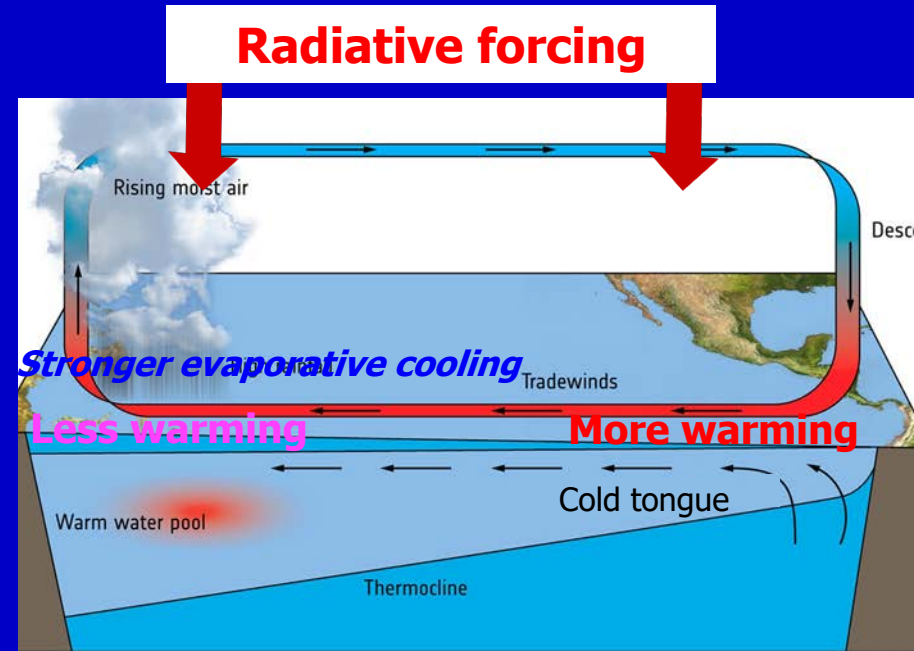 Radiative forcing
Rising moist air
Desc
Stronger evaporative cooling
Tradewinds
Less warming
More warming
Cold tongue
Warm water pool
Thermocline